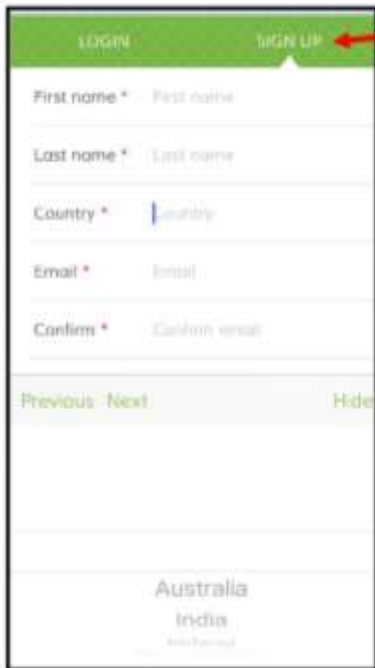 LOGIN SIGN UP
First name * First name
Last name * Last name
Country * Country
Email * Email
Confirm * Confirm email
Previous Next Hide
Australia
India